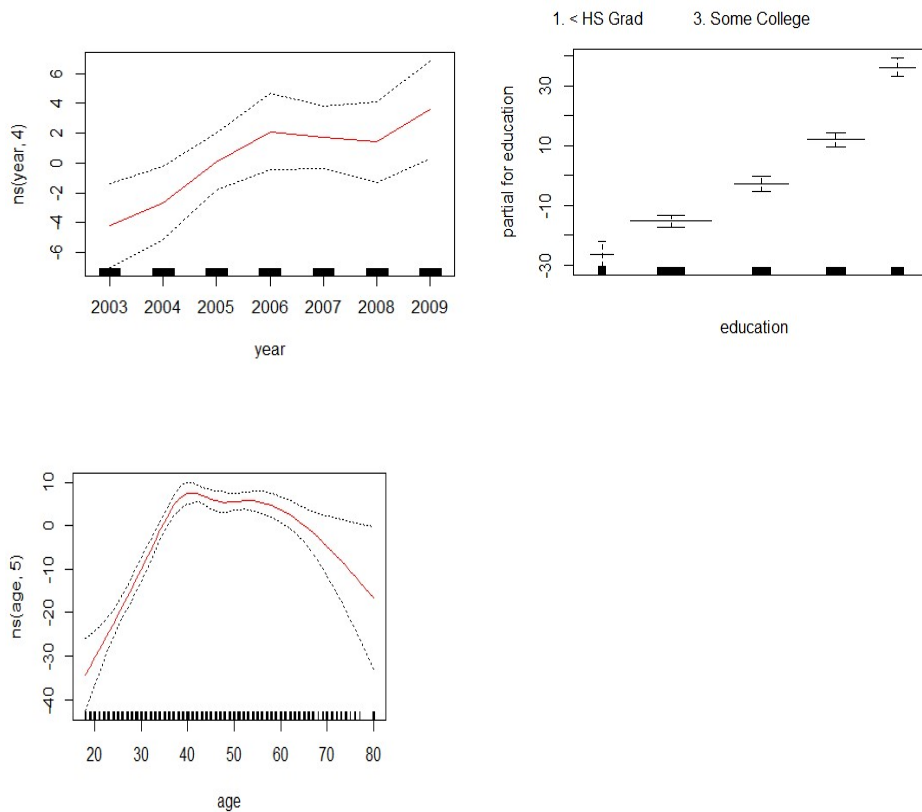 1. < HS Grad 3. Some College
ns(year, 4)
6
4
2
0
-2
-4
-6
2003 2004 2005 2006 2007 2008 2009
year
partial for education
30
10
-10
-30
education
ns(age, 5)
10
0
-10
-20
-30
-40
20 30 40 50 60 70 80
age